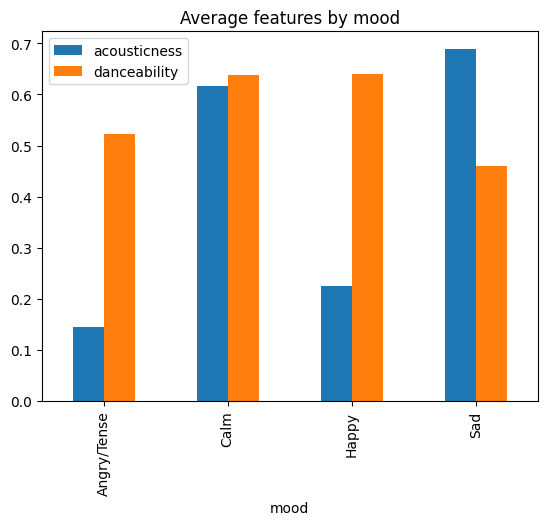 Average features by mood
acousticness
danceability
0.7
0.6
0.5
0.4
0.3
0.2
0.1
0.0
Angry/Tense
Calm
Happy
Sad
mood